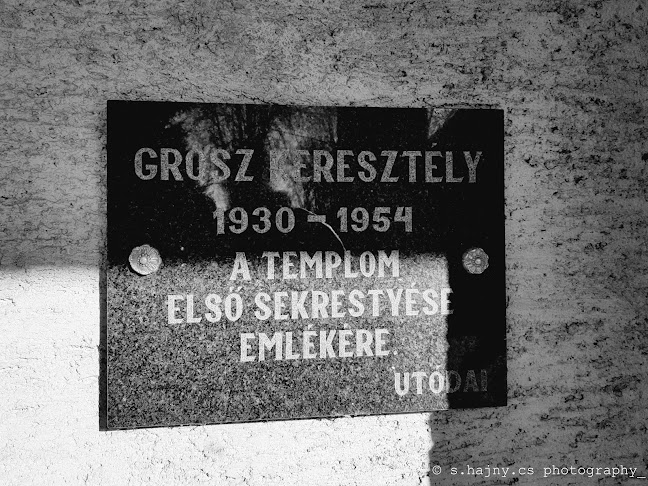 GROSZ KERESZTELY
1930 – 1954
A TEMPLOM
ELSŐ SEKRESTYÉSE
EMLÉKÉRE.
UTÓDAI
© s.hajny.cs photography_